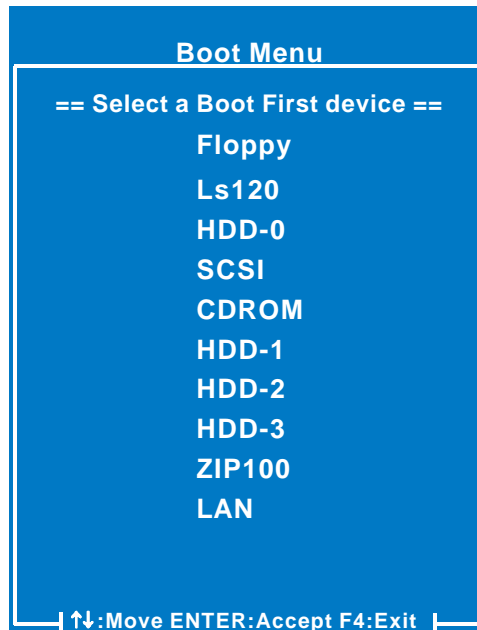 Boot Menu
== Select a Boot First device ==
Floppy
Ls120
HDD-0
SCSI
CDROM
HDD-1
HDD-2
HDD-3
ZIP100
LAN
↑↓:Move ENTER:Accept F4:Exit